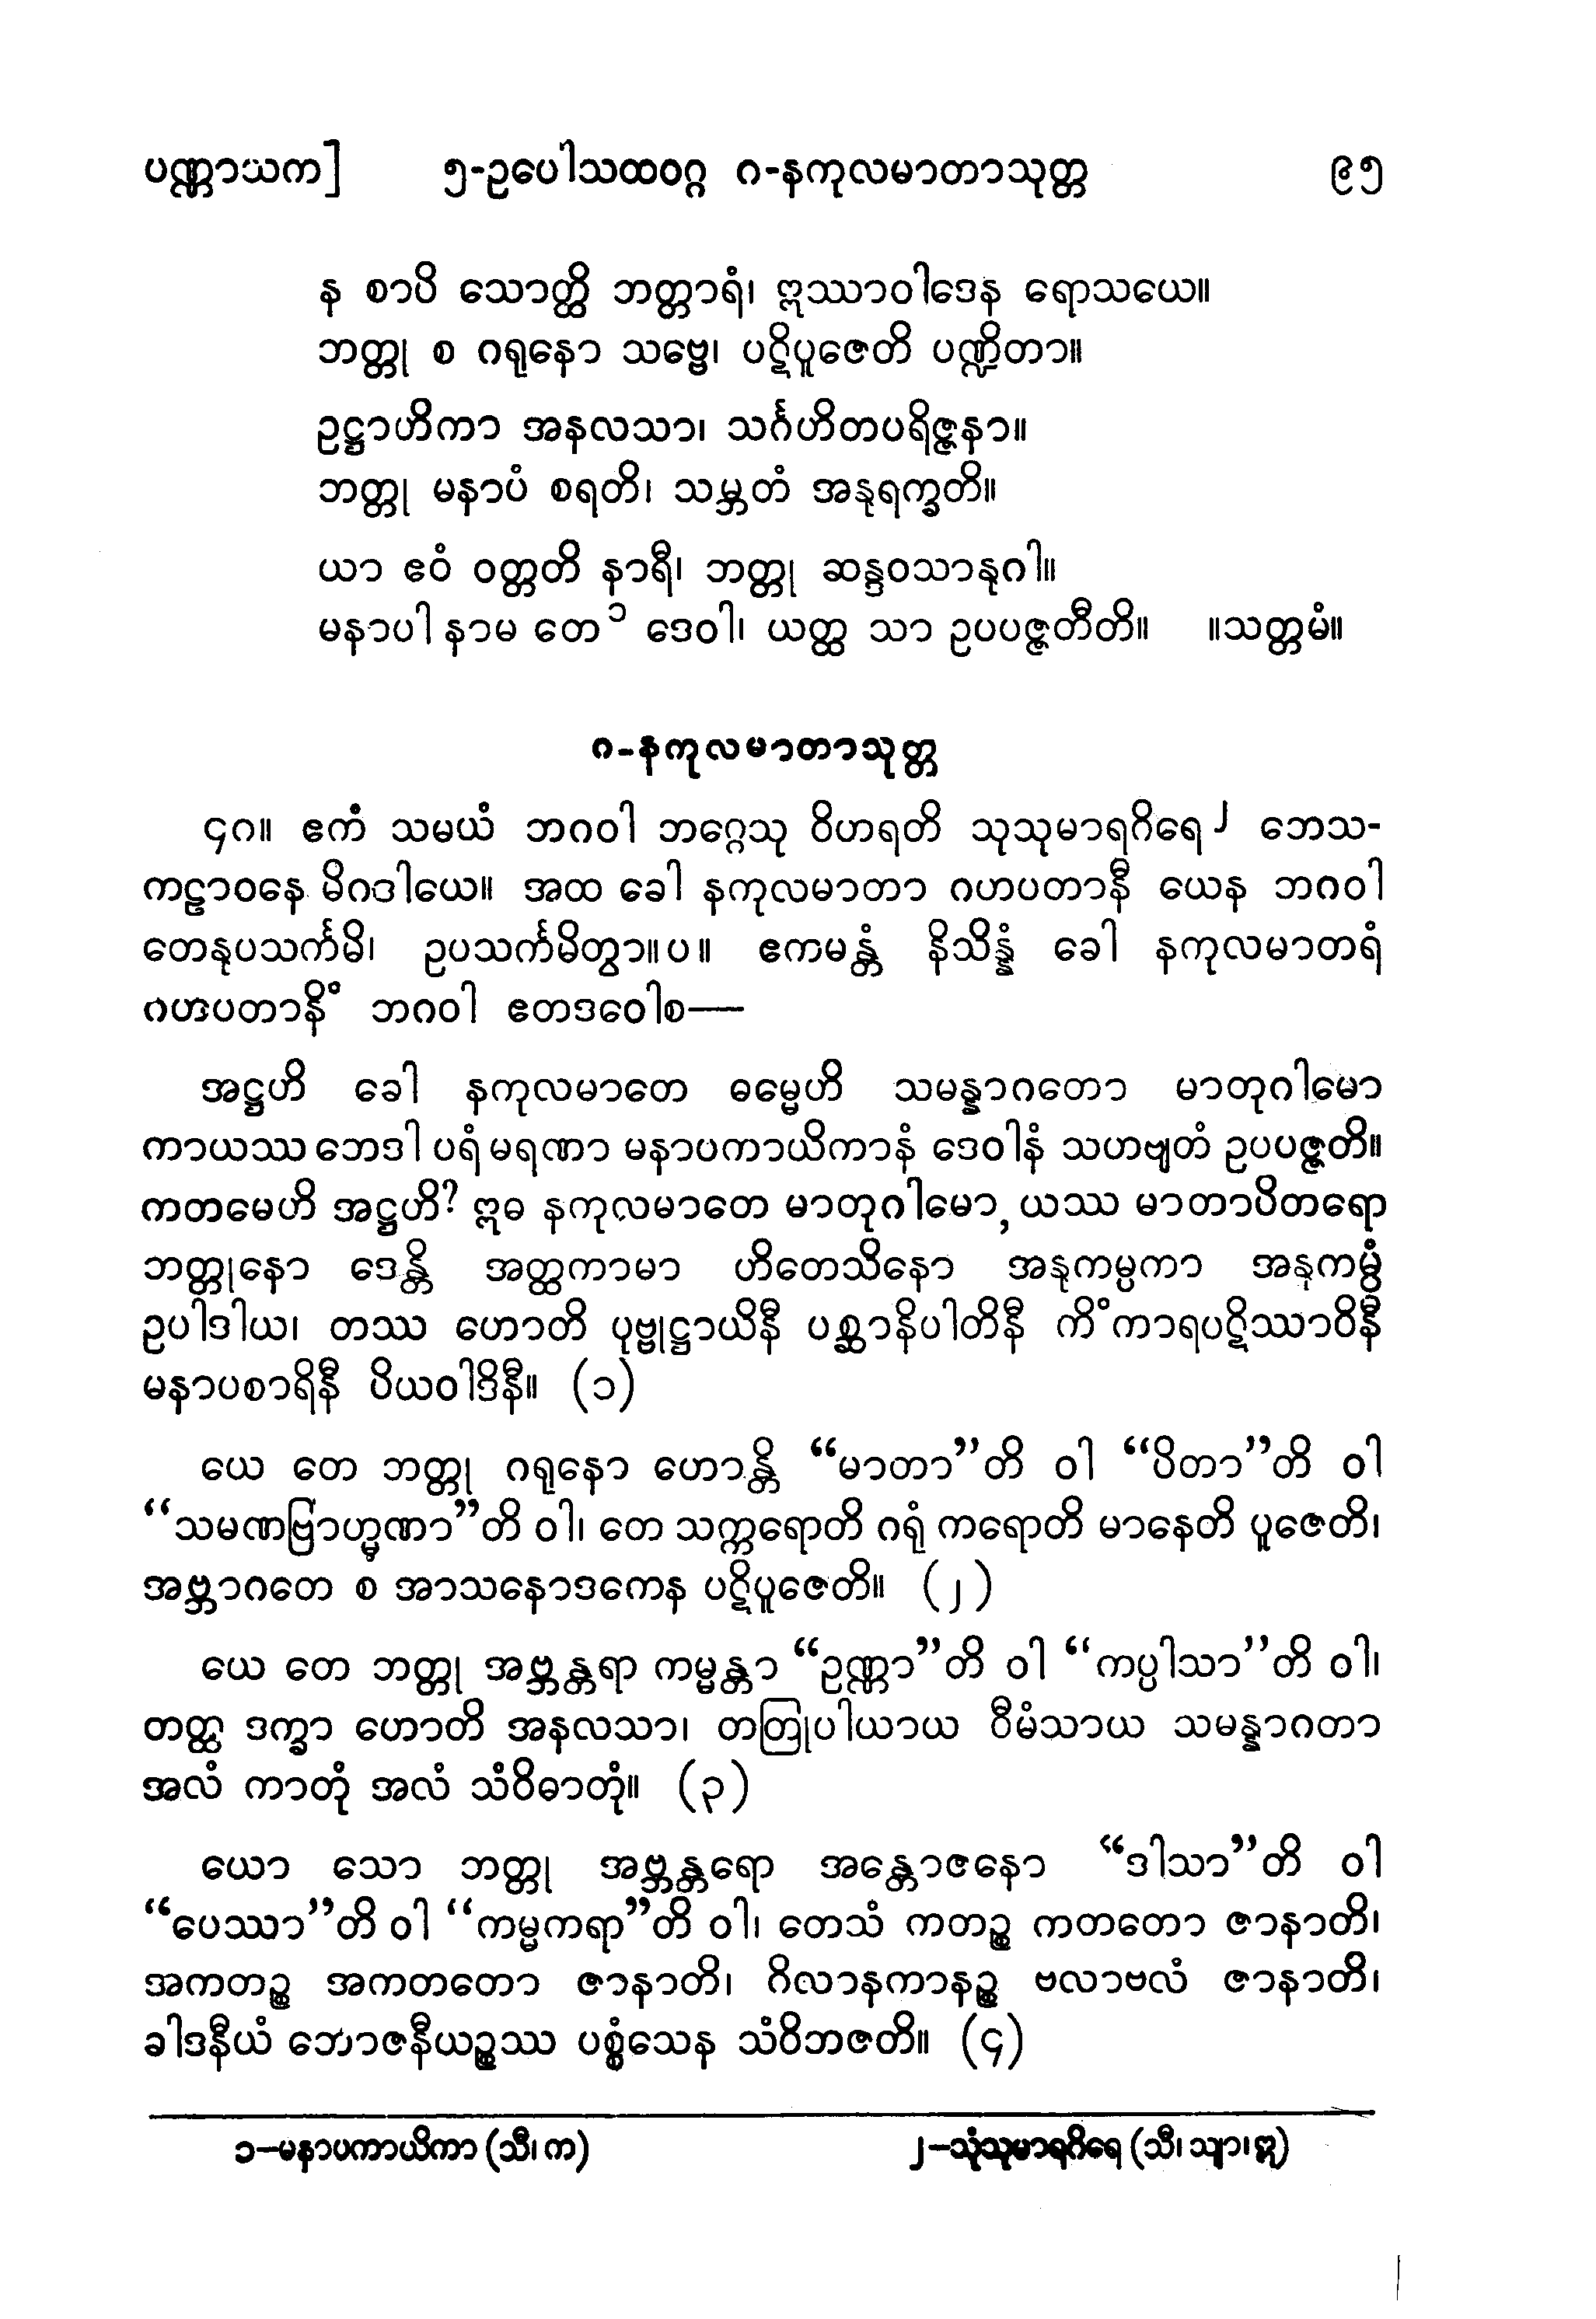 ပဏ္ဏာသက] ၅-ဥပေါသထဝဂ္ဂ ဂ-နကုလမာတာသုတ္တ ၉၅
န စာပိ သောတ္ထိ ဘတ္တာရံ၊ ဣဿာဝါဒေန ရောသယေ။
ဘတ္တု စ ဂရုနော သဗ္ဗေ၊ ပဋိပူဇေတိ ပဏ္ဍိတာ။
ဥဋ္ဌာဟိကာ အနလသာ၊ သင်္ဂဟိတပရိဇ္ဇနာ။
ဘတ္တု မနာပံ စရတိ၊ သမ္ဘတံ အနုရက္ခတိ။
ယာ ဧဝံ ဝတ္တတိ နာရီ၊ ဘတ္တု ဆန္ဒဝသာနုဂါ။
မနာပါ နာမ တေ ၁ ဒေဝါ၊ ယတ္ထ သာ ဥပပဇ္ဇတီတိ။ ။သတ္တမံ။
ဂ-နကုလမာတာသုတ္တ
၄၈။ ဧကံ သမယံ ဘဂဝါ ဘဂ္ဂေသု ဝိဟရတိ သုသုမာရဂိရေ ၂ ဘေသ-
ကဠာဝနေ မိဂဒါယေ။ အထ ခေါ နကုလမာတာ ဂဟပတာနီ ယေန ဘဂဝါ
တေနုပသင်္ကမိ၊ ဥပသင်္ကမိတွာ။ပ။ ဧကမန္တံ နိသိန္နံ ခေါ နကုလမာတရံ
ဂဟပတာနိံ ဘဂဝါ ဧတဒဝေါစ—
အဋ္ဌဟိ ခေါ နကုလမာတေ ဓမ္မေဟိ သမန္နာဂတော မာတုဂါမော
ကာယဿ ဘေဒါ ပရံ မရဏာ မနာပကာယိကာနံ ဒေဝါနံ သဟဗျတံ ဥပပဇ္ဇတိ။
ကတမေဟိ အဋ္ဌဟိ? ဣဓ နကုလမာတေ မာတုဂါမော, ယဿ မာတာပိတရော
ဘတ္တုနော ဒေန္တိ အတ္ထကာမာ ဟိတေသိနော အနုကမ္ပကာ အနုကမ္ပံ
ဥပါဒါယ၊ တဿ ဟောတိ ပုဗ္ဗုဋ္ဌာယိနီ ပစ္ဆာနိပါတိနီ ကိံကာရပဋိဿာဝိနီ
မနာပစာရိနီ ပိယဝါဒိနီ။ (၁)
ယေ တေ ဘတ္တု ဂရုနော ဟောန္တိ “မာတာ”တိ ဝါ “ပိတာ”တိ ဝါ
“သမဏဗြာဟ္မဏာ”တိ ဝါ၊ တေ သက္ကရောတိ ဂရုံ ကရောတိ မာနေတိ ပူဇေတိ၊
အဗ္ဘာဂတေ စ အာသနောဒကေန ပဋိပူဇေတိ။ (၂)
ယေ တေ ဘတ္တု အဗ္ဘန္တရာ ကမ္မန္တာ “ဥဏ္ဏာ”တိ ဝါ “ကပ္ပါသာ”တိ ဝါ၊
တတ္ထ ဒက္ခာ ဟောတိ အနလသာ၊ တတြုပါယာယ ဝီမံသာယ သမန္နာဂတာ
အလံ ကာတုံ အလံ သံဝိဓာတုံ။ (၃)
ယော သော ဘတ္တု အဗ္ဘန္တရော အန္တောဇနော “ဒါသာ”တိ ဝါ
“ပေဿာ”တိ ဝါ “ကမ္မကရာ”တိ ဝါ၊ တေသံ ကတဉ္စ ကတတော ဇာနာတိ၊
အကတဉ္စ အကတတော ဇာနာတိ၊ ဂိလာနကာနဉ္စ ဗလာဗလံ ဇာနာတိ၊
ခါဒနီယံ ဘောဇနီယဉ္စဿ ပစ္စံသေန သံဝိဘဇတိ။ (၄)
၁—မနာပကာယိကာ (သီ၊ က) ၂—သုံသုမာရဂိရေ (သီ၊ သျာ၊ ဣ)